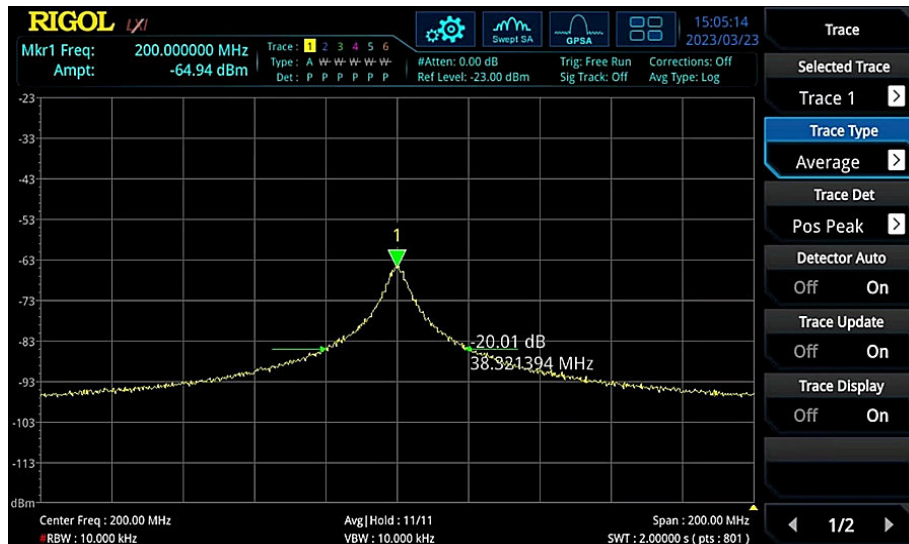 RIGOL LXI
Swept SA
GPSA
15:05:14
2023/03/23
Mkr1 Freq: 200.000000 MHz
Ampt: -64.94 dBm
Trace: 1 2 3 4 5 6
Type: A W W W W W
Det: P P P P P P
#Atten: 0.00 dB
Ref Level: -23.00 dBm
Trig: Free Run
Sig Track: Off
Corrections: Off
Avg Type: Log
-23
-33
-43
-53
-63
-73
-83
-93
-103
-113
dBm
1
-20.01 dB
38.321394 MHz
Center Freq : 200.00 MHz
Avg|Hold : 11/11
Span : 200.00 MHz
#RBW : 10.000 kHz
VBW : 10.000 kHz
SWT : 2.00000 s ( pts : 801 )
Trace
Selected Trace
Trace 1
Trace Type
Average
Trace Det
Pos Peak
Detector Auto
Off On
Trace Update
Off On
Trace Display
Off On
1/2